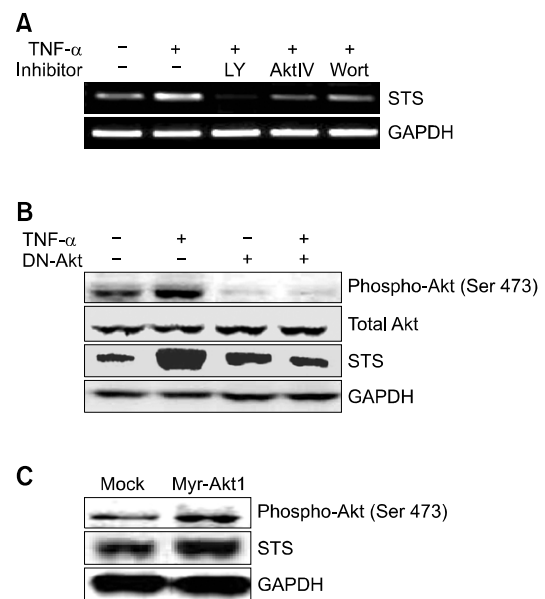 A
TNF-α – + + + +
Inhibitor – – LY AktIV Wort
STS
GAPDH
B
TNF-α – + – +
DN-Akt – – + +
Phospho-Akt (Ser 473)
Total Akt
STS
GAPDH
C
Mock Myr-Akt1
Phospho-Akt (Ser 473)
STS
GAPDH